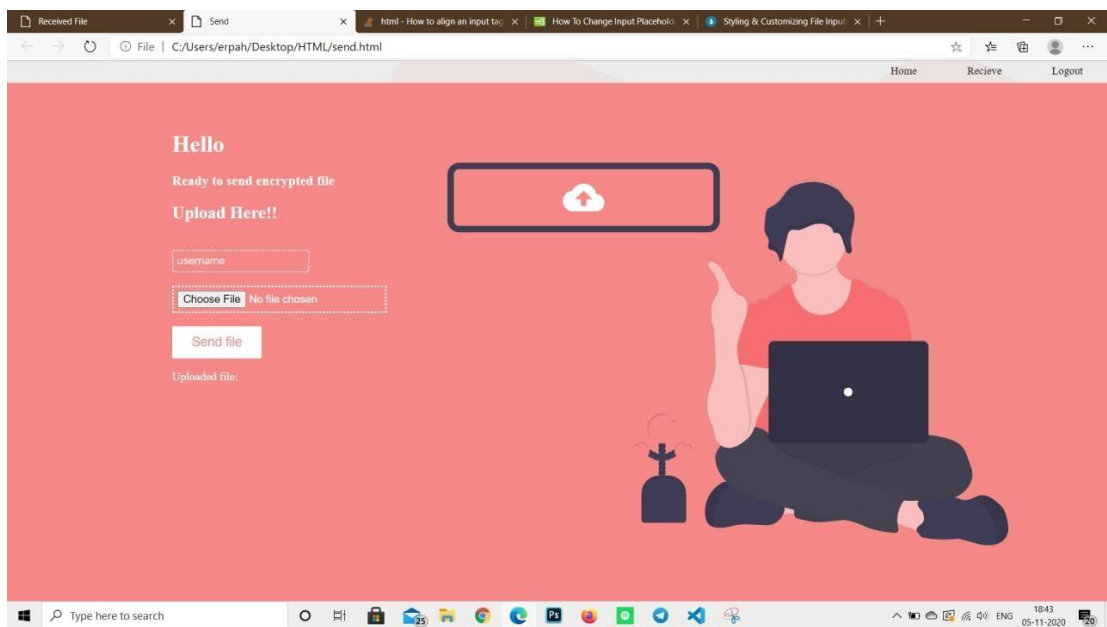 Received File
Send
html - How to align an input tag
How To Change Input Placehold
Styling & Customizing File Input
File
C:/Users/erpah/Desktop/HTML/send.html
Home Recieve Logout
Hello
Ready to send encrypted file
Upload Here!!
username
Choose File No file chosen
Send file
Uploaded file:
Type here to search
25
Ps
ENG
18:43
05-11-2020
20